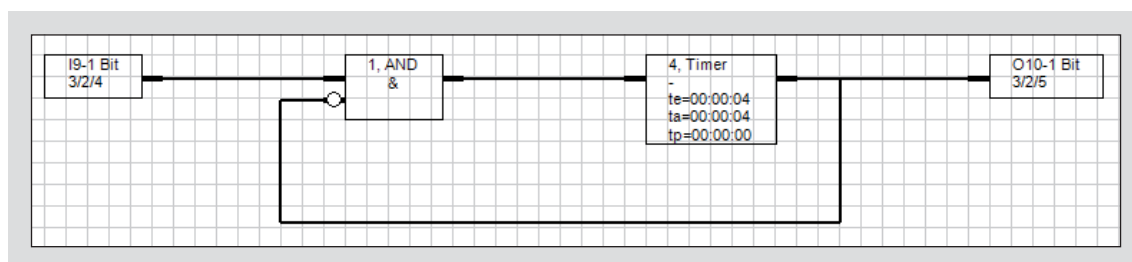 I9-1 Bit
3/2/4
1, AND
&
4, Timer
-
te=00:00:04
ta=00:00:04
tp=00:00:00
O10-1 Bit
3/2/5